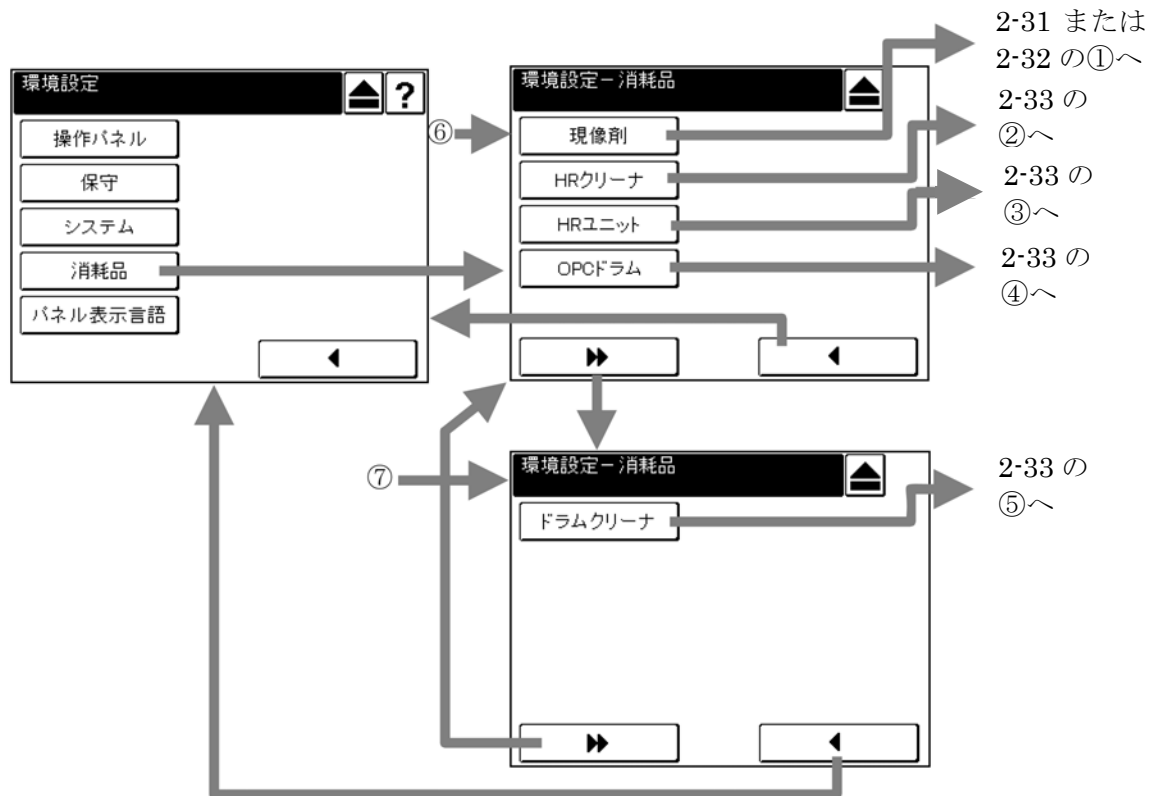 環境設定
?
操作パネル
保守
システム
消耗品
パネル表示言語
⑥
環境設定－消耗品
現像剤
HRクリーナ
HRユニット
OPCドラム
2-31 または
2-32 の①へ
2-33 の
②へ
2-33 の
③へ
2-33 の
④へ
⑦
環境設定－消耗品
ドラムクリーナ
2-33 の
⑤へ